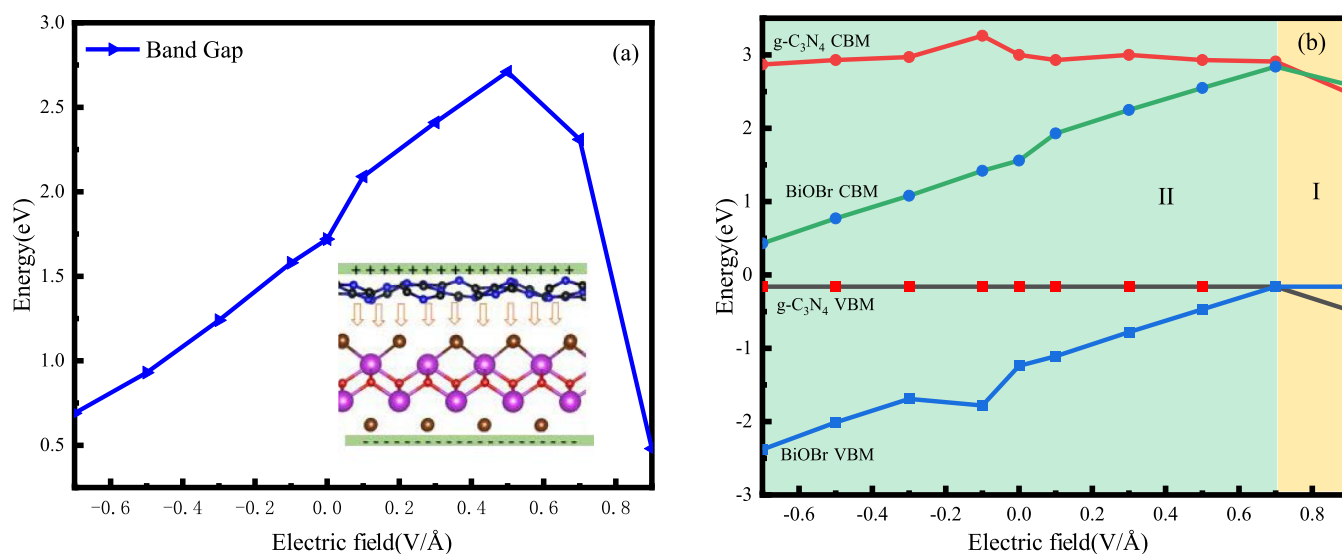 Band Gap
(a)
3.0
2.5
2.0
1.5
1.0
0.5
Energy(eV)
-0.6
-0.4
-0.2
0.0
0.2
0.4
0.6
0.8
Electric field(V/Å)
+ + + + + + + + + + + + + + + +
(b)
g-C₃N₄ CBM
BiOBr CBM
g-C₃N₄ VBM
BiOBr VBM
II
I
3
2
1
0
-1
-2
-3
Energy(eV)
-0.6
-0.4
-0.2
0.0
0.2
0.4
0.6
0.8
Electric field(V/Å)